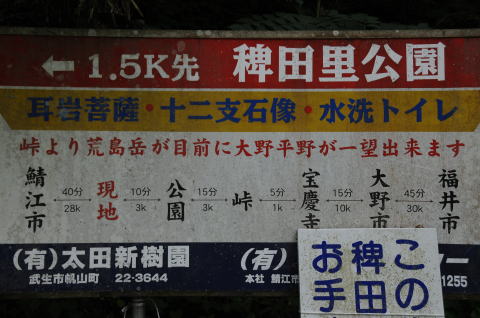 ← 1.5K先 稗田里公園
耳岩菩薩・十二支石像・水洗トイレ
峠より荒島岳が目前に大野平野が一望出来ます
鯖江市 40分 28k 現地 10分 3k 公園 15分 3k 峠 5分 1k 宝慶寺 15分 10k 大野市 45分 30k 福井市
(有)太田新樹園
武生市帆山町 22-3644
(有)
本社 鯖江市
ー
1255
この
稗田
お手